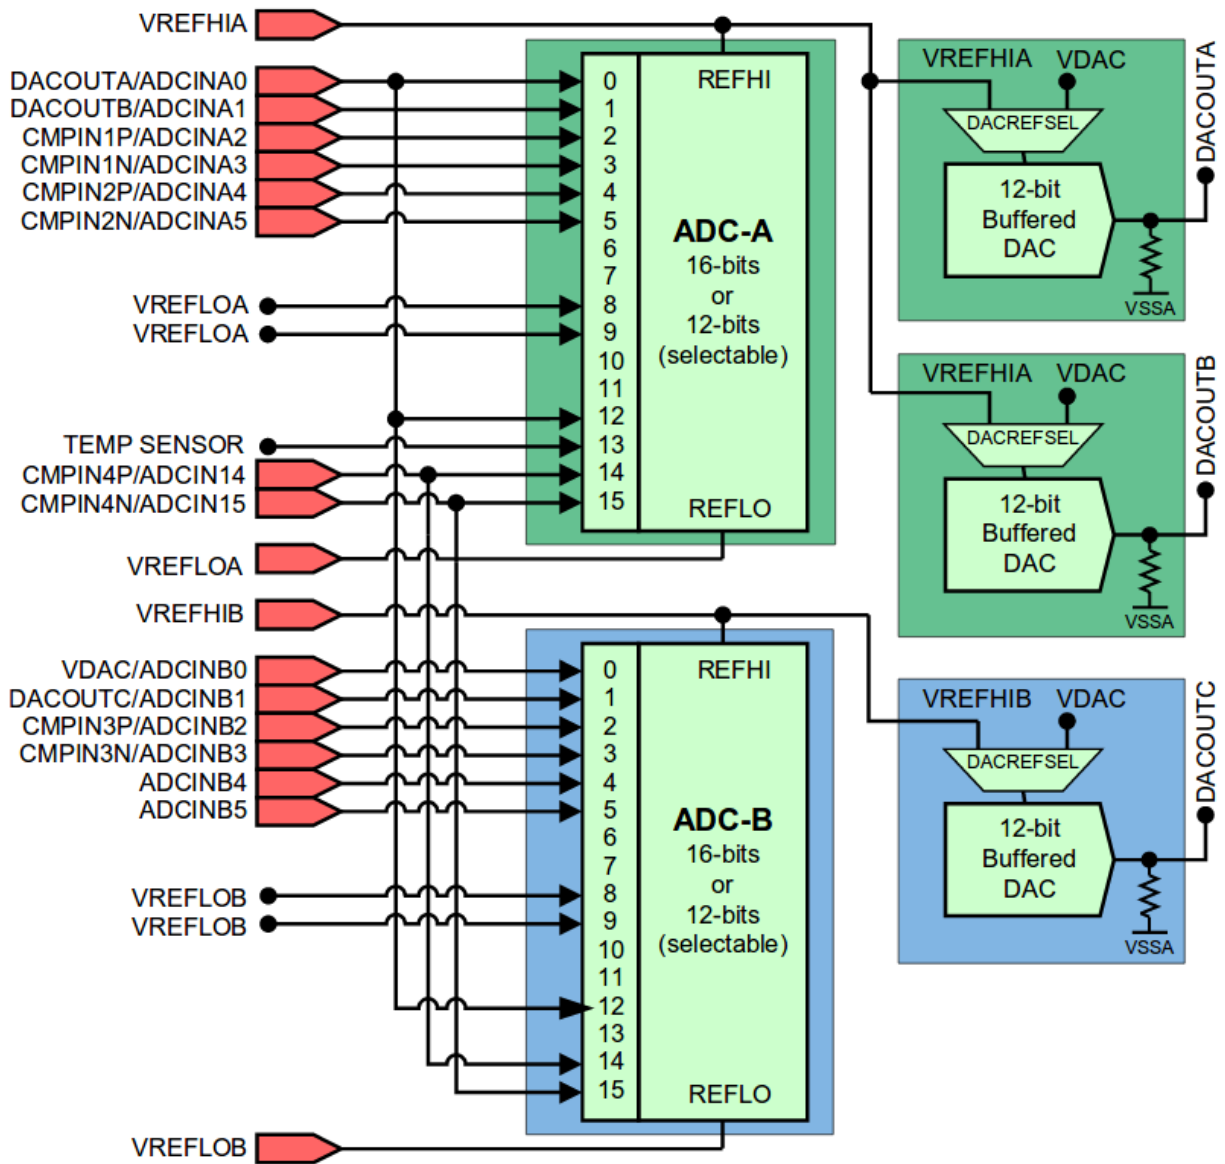 VREFHIA
DACOUTA/ADCINA0
DACOUTB/ADCINA1
CMPIN1P/ADCINA2
CMPIN1N/ADCINA3
CMPIN2P/ADCINA4
CMPIN2N/ADCINA5
VREFLOA
VREFLOA
TEMP SENSOR
CMPIN4P/ADCIN14
CMPIN4N/ADCIN15
VREFLOA
0
1
2
3
4
5
6
7
8
9
10
11
12
13
14
15
REFHI
ADC-A
16-bits
or
12-bits
(selectable)
REFLO
VREFHIA
VDAC
DACREFSEL
12-bit
Buffered
DAC
VSSA
DACOUTA
VREFHIA
VDAC
DACREFSEL
12-bit
Buffered
DAC
VSSA
DACOUTB
VREFHIB
VDAC/ADCINB0
DACOUTC/ADCINB1
CMPIN3P/ADCINB2
CMPIN3N/ADCINB3
ADCINB4
ADCINB5
VREFLOB
VREFLOB
VREFLOB
0
1
2
3
4
5
6
7
8
9
10
11
12
13
14
15
REFHI
ADC-B
16-bits
or
12-bits
(selectable)
REFLO
VREFHIB
VDAC
DACREFSEL
12-bit
Buffered
DAC
VSSA
DACOUTC